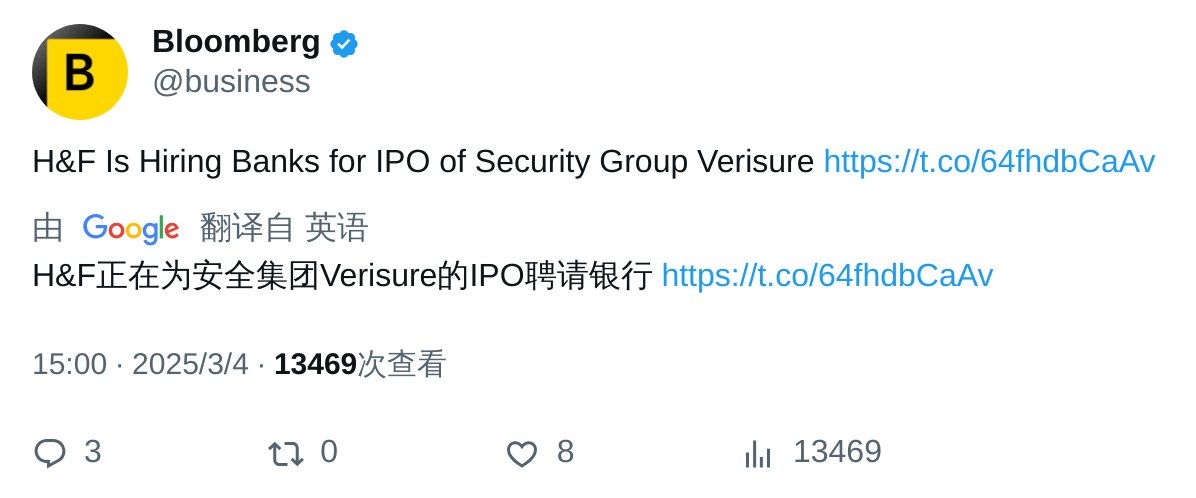 B
Bloomberg
@business
H&F Is Hiring Banks for IPO of Security Group Verisure https://t.co/64fhdbCaAv
由 Google 翻译自 英语
H&F正在为安全集团Verisure的IPO聘请银行 https://t.co/64fhdbCaAv
15:00 · 2025/3/4 · 13469次查看
3 0 8 13469